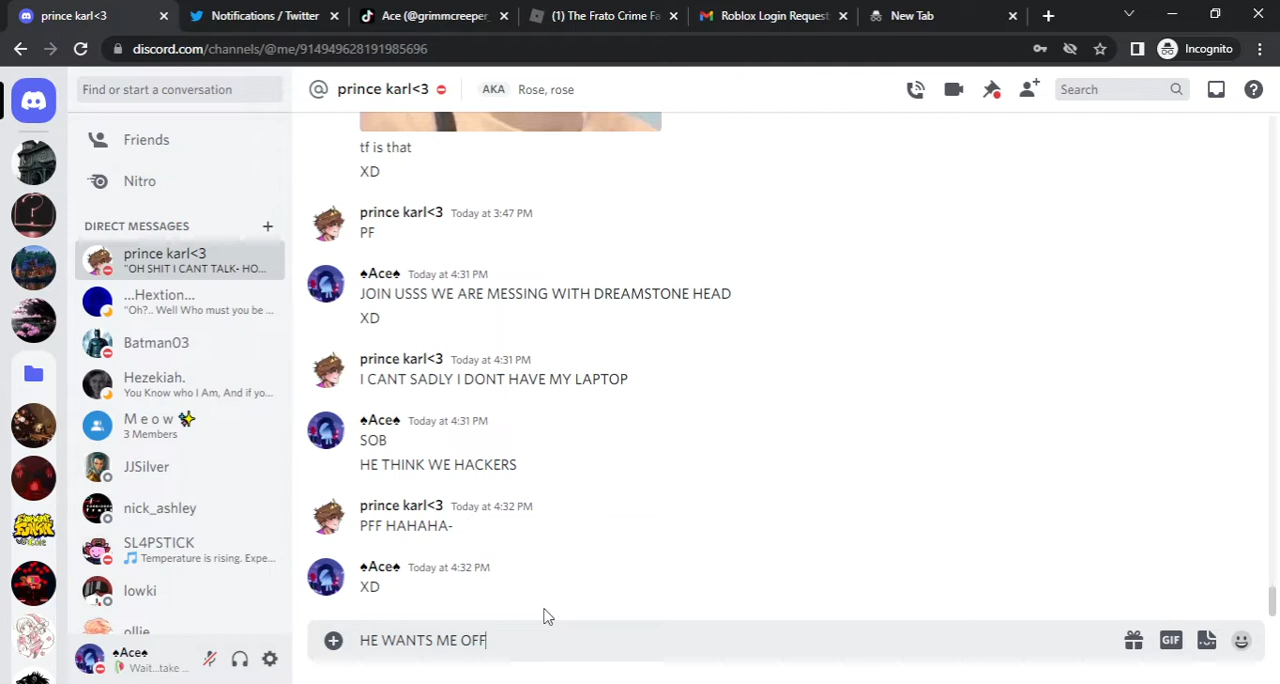 prince karl<3
Notifications / Twitter
Ace (@grimmcreeper_
(1) The Frato Crime Fa
Roblox Login Request
New Tab
discord.com/channels/@me/914949628191985696
Incognito
Find or start a conversation
prince karl<3
AKA
Rose, rose
Search
Friends
Nitro
DIRECT MESSAGES
prince karl<3
"OH SHIT I CANT TALK- HO...
...Hextion...
"Oh?.. Well Who must you be ...
Batman03
Hezekiah.
You Know who I Am, And if yo...
M e o w ✨
3 Members
JJSilver
nick_ashley
SL4PSTICK
🎵 Temperature is rising. Expe...
lowki
ollie
♠Ace♠
Wait...take ...
tf is that
XD
prince karl<3 Today at 3:47 PM
PF
♠Ace♠ Today at 4:31 PM
JOIN USSS WE ARE MESSING WITH DREAMSTONE HEAD
XD
prince karl<3 Today at 4:31 PM
I CANT SADLY I DONT HAVE MY LAPTOP
♠Ace♠ Today at 4:31 PM
SOB
HE THINK WE HACKERS
prince karl<3 Today at 4:32 PM
PFF HAHAHA-
♠Ace♠ Today at 4:32 PM
XD
HE WANTS ME OFF
GIF